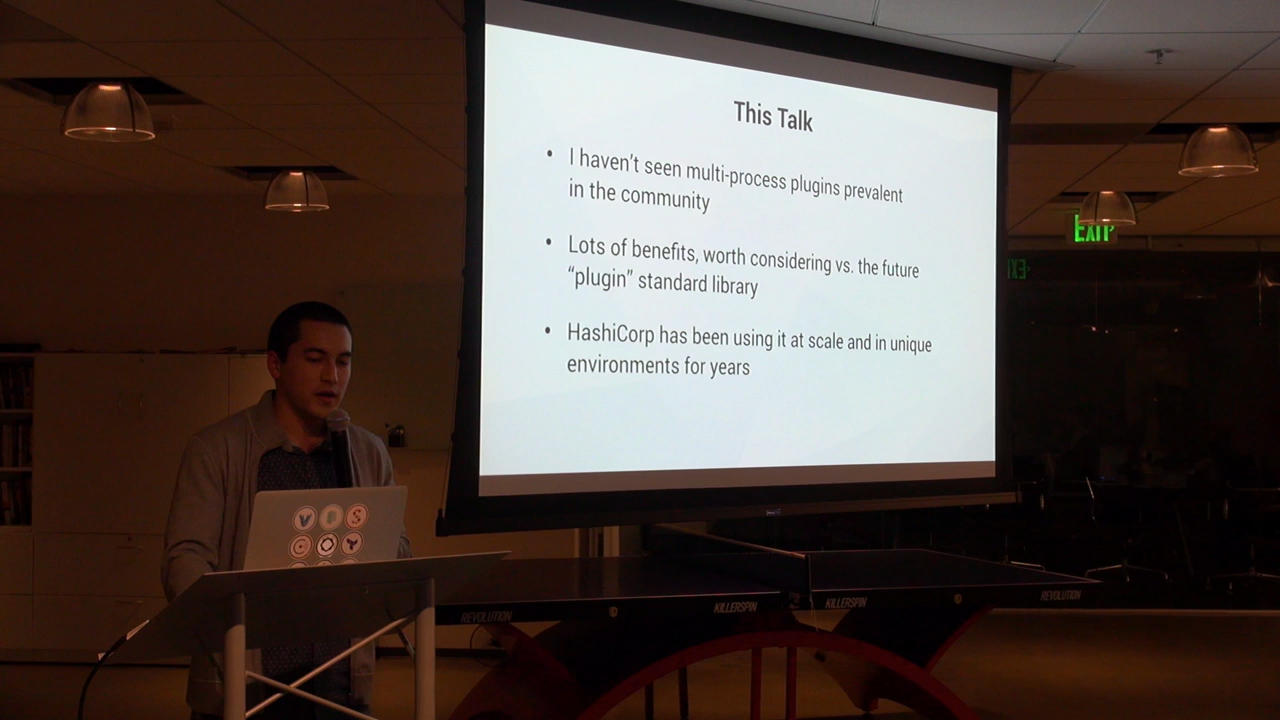 This Talk
• I haven't seen multi-process plugins prevalent
in the community
• Lots of benefits, worth considering vs. the future
“plugin” standard library
• HashiCorp has been using it at scale and in unique
environments for years
EXIT
V S
C
REVOLUTION
KILLERSPIN
KILLERSPIN
REVOLUTION